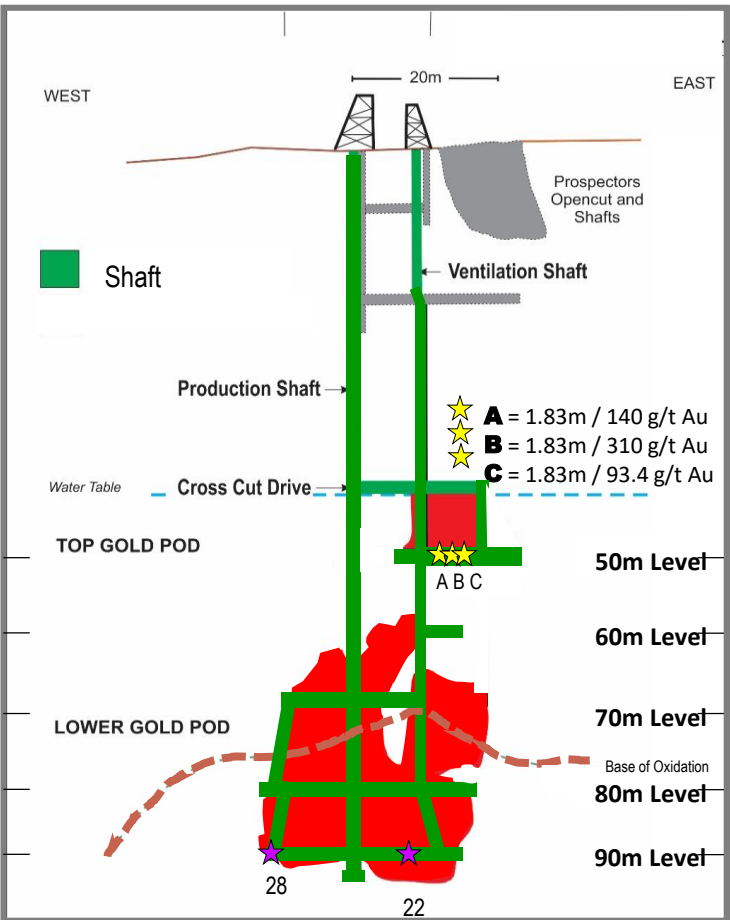 20m
WEST
EAST
Prospectors
Opencut and
Shafts
Shaft
Ventilation Shaft
Production Shaft
A = 1.83m / 140 g/t Au
B = 1.83m / 310 g/t Au
C = 1.83m / 93.4 g/t Au
Water Table
Cross Cut Drive
TOP GOLD POD
50m Level
A B C
60m Level
70m Level
LOWER GOLD POD
Base of Oxidation
80m Level
90m Level
28
22